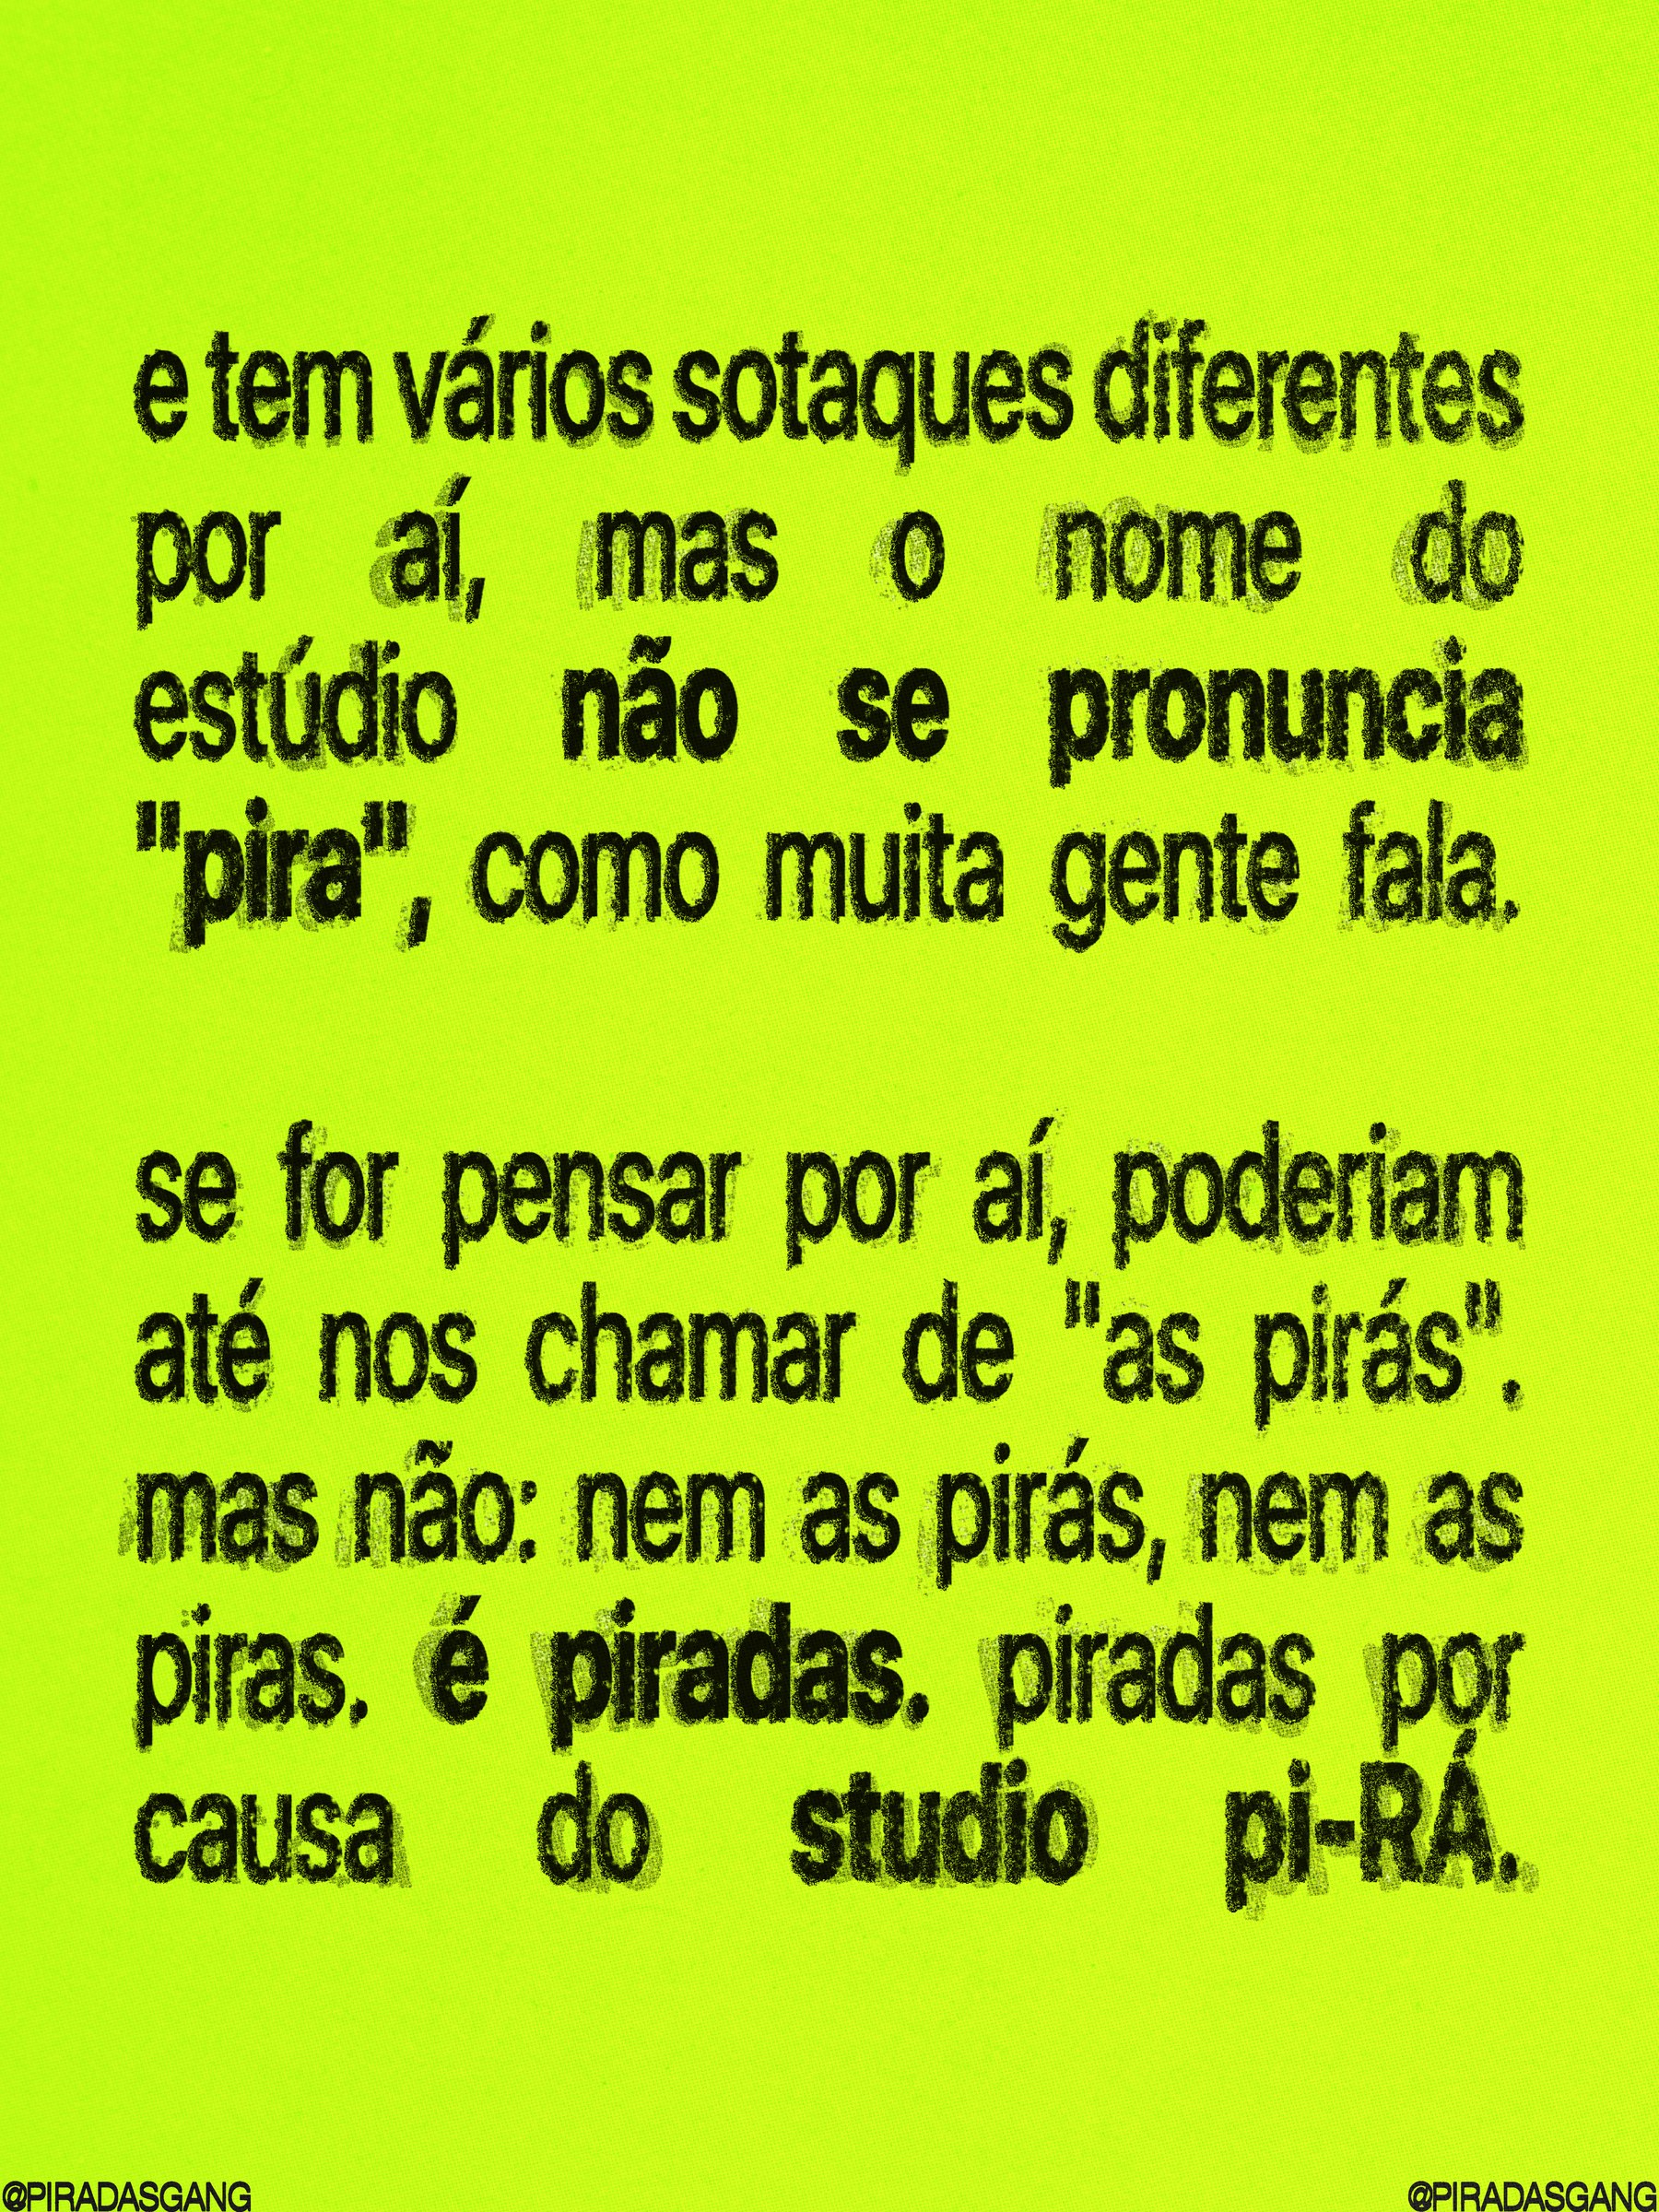 e tem vários sotaques diferentes
por aí, mas o nome do
estúdio não se pronuncia
"pira", como muita gente fala.
se for pensar por aí, poderiam
até nos chamar de "as pirás".
mas não: nem as pirás, nem as
piras. é piradas. piradas por
causa do studio pi-RÁ.
@PIRADASGANG
@PIRADASGANG